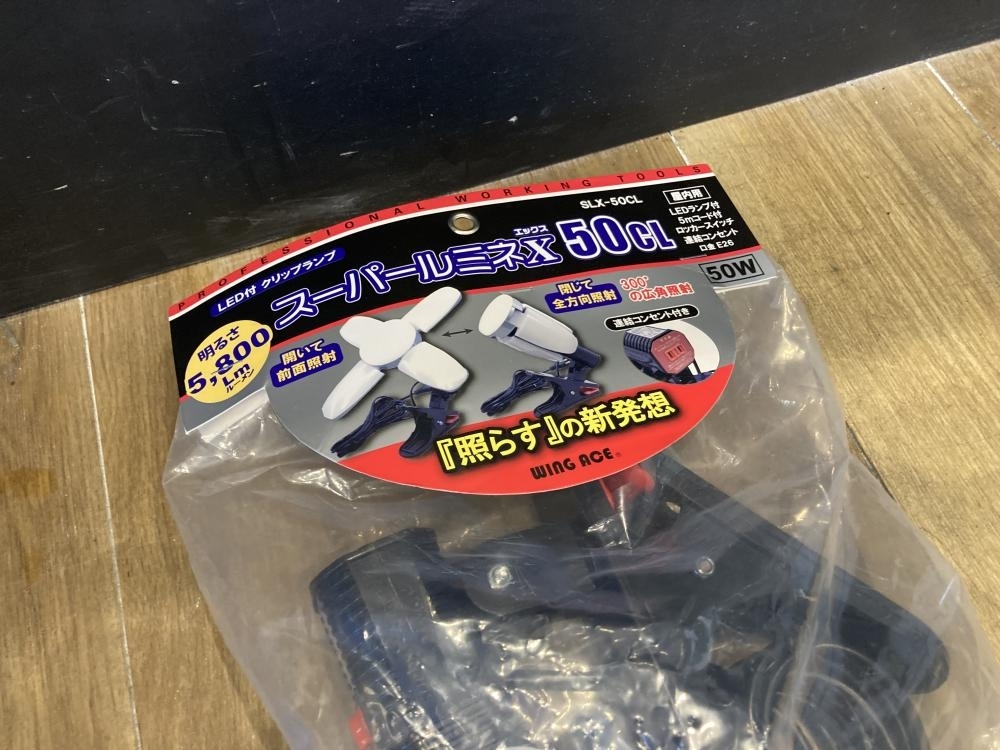 PROFESSIONAL WORKING TOOLS
SLX-50CL
LED付 クリップランプ
エックス
スーパールミネX 50CL
屋内用
LEDランプ付
5mコード付
ロッカースイッチ
連結コンセント
口金 E26
50W
明るさ
5,800
Lm
ルーメン
開いて
前面照射
閉じて
全方向照射
300°
の広角照射
連結コンセント付き
『照らす』の新発想
WING ACE®